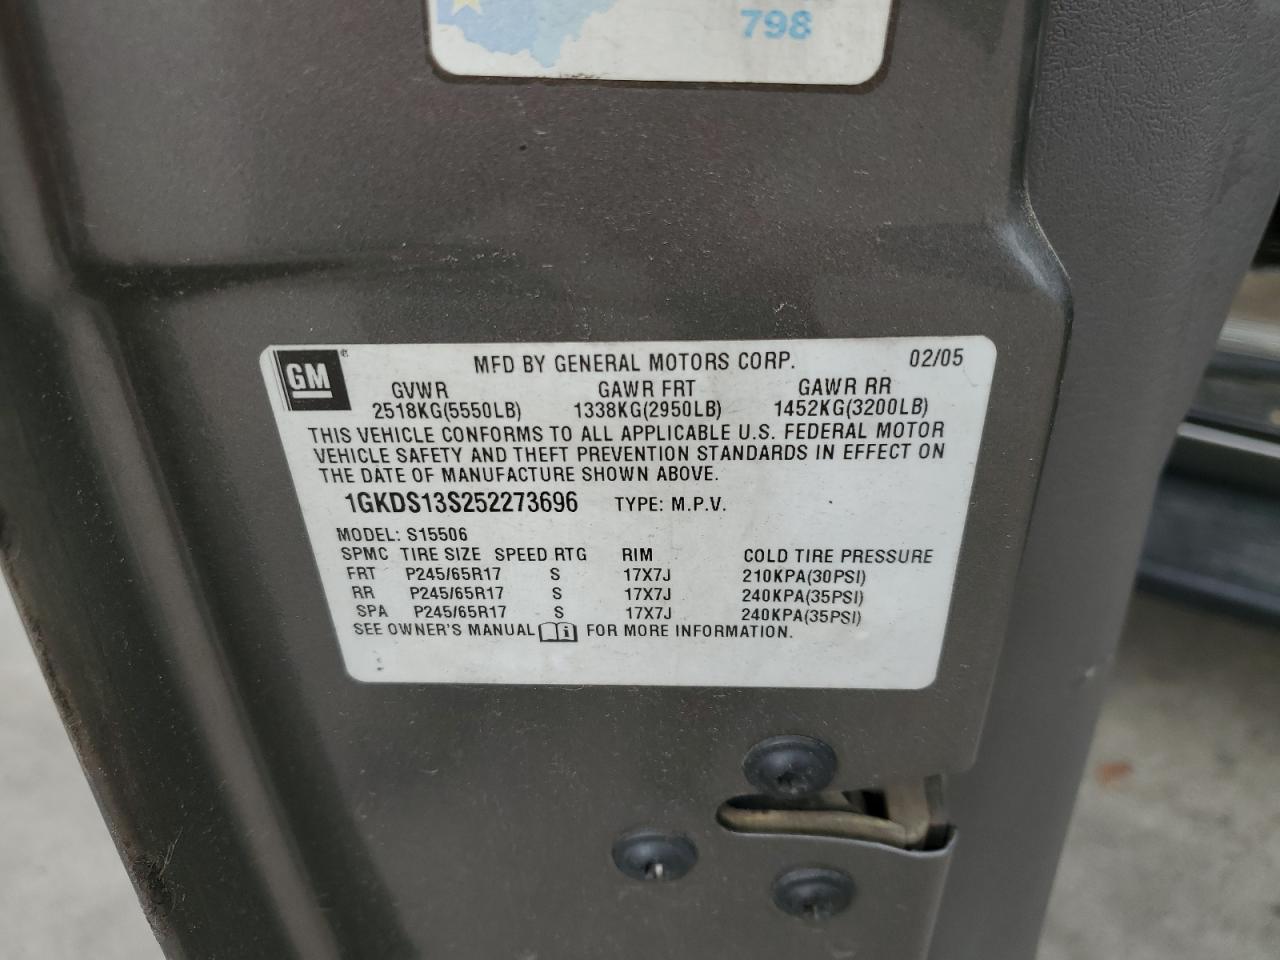 798
GM
MFD BY GENERAL MOTORS CORP. 02/05
GVWR GAWR FRT GAWR RR
2518KG(5550LB) 1338KG(2950LB) 1452KG(3200LB)
THIS VEHICLE CONFORMS TO ALL APPLICABLE U.S. FEDERAL MOTOR
VEHICLE SAFETY AND THEFT PREVENTION STANDARDS IN EFFECT ON
THE DATE OF MANUFACTURE SHOWN ABOVE.
1GKDS13S252273696 TYPE: M.P.V.
MODEL: S15506
SPMC TIRE SIZE SPEED RTG RIM COLD TIRE PRESSURE
FRT P245/65R17 S 17X7J 210KPA(30PSI)
RR P245/65R17 S 17X7J 240KPA(35PSI)
SPA P245/65R17 S 17X7J 240KPA(35PSI)
SEE OWNER'S MANUAL i FOR MORE INFORMATION.